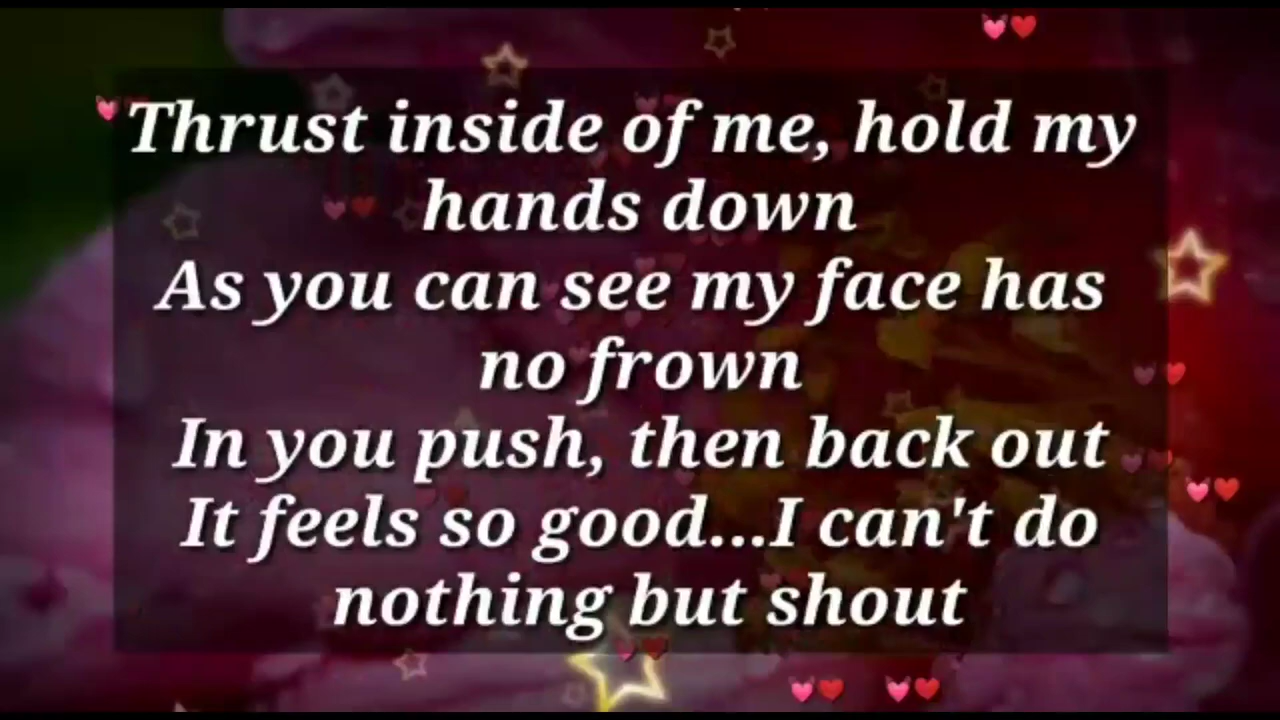 Thrust inside of me, hold my
hands down
As you can see my face has
no frown
In you push, then back out
It feels so good...I can't do
nothing but shout